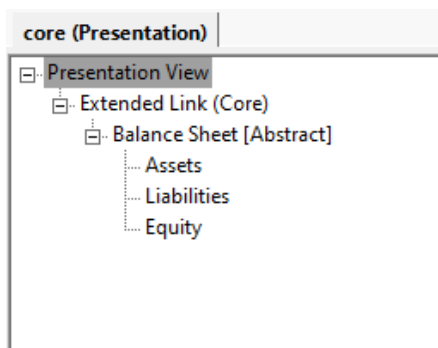 core (Presentation)
Presentation View
Extended Link (Core)
Balance Sheet [Abstract]
Assets
Liabilities
Equity